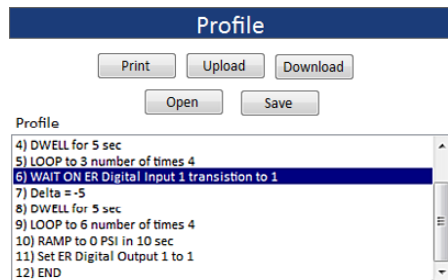 Profile
Print Upload Download
Open Save
Profile
4) DWELL for 5 sec
5) LOOP to 3 number of times 4
6) WAIT ON ER Digital Input 1 transistion to 1
7) Delta = -5
8) DWELL for 5 sec
9) LOOP to 6 number of times 4
10) RAMP to 0 PSI in 10 sec
11) Set ER Digital Output 1 to 1
12) END